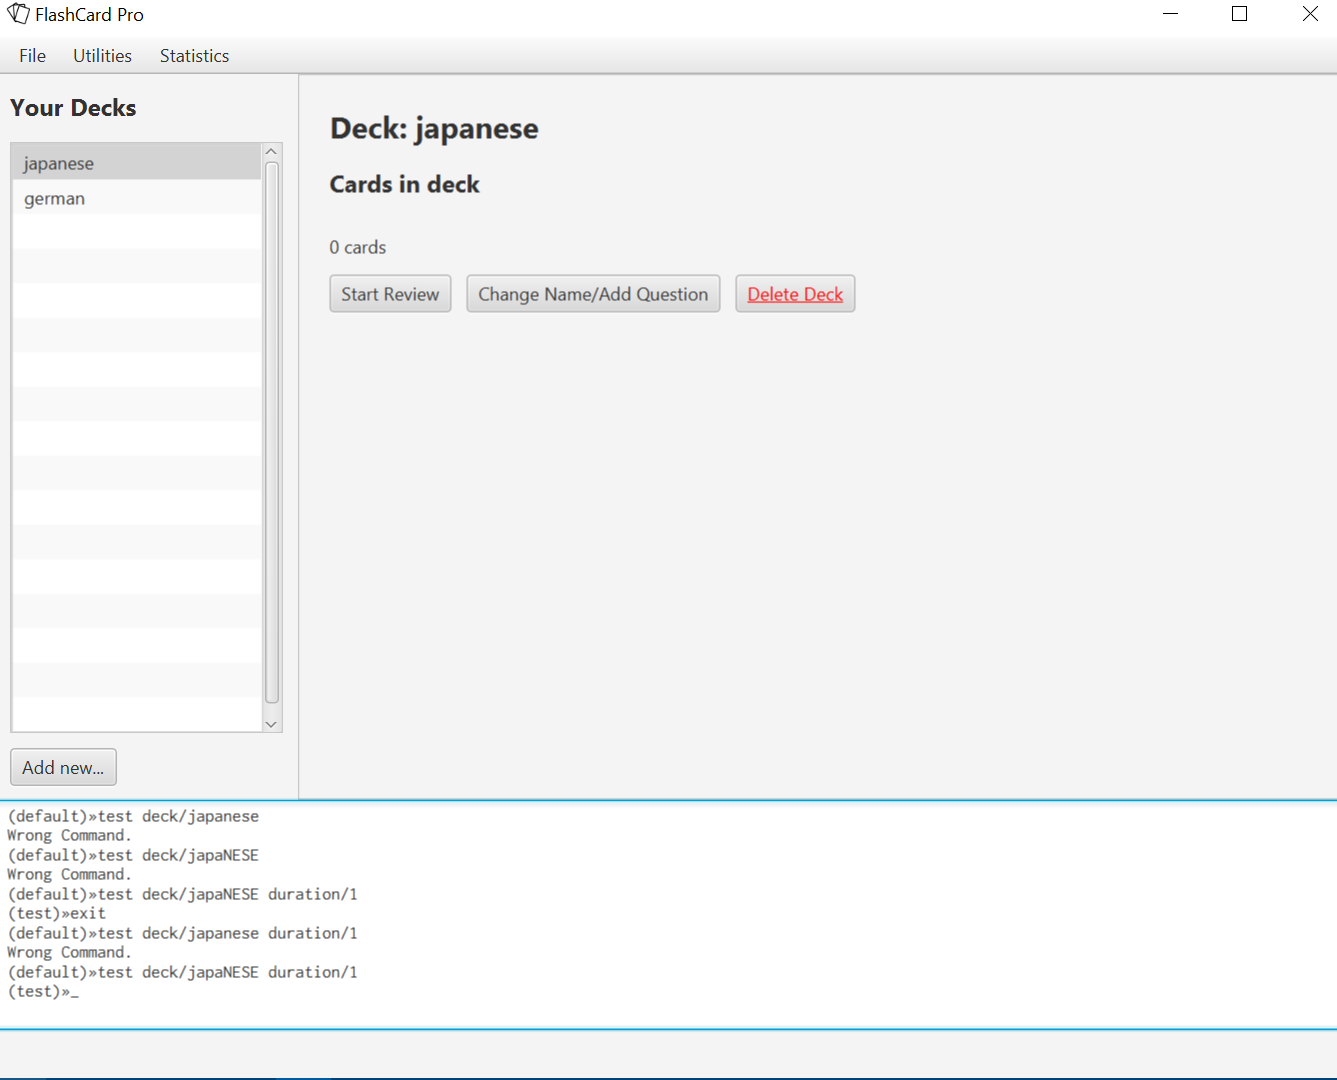 FlashCard Pro
File Utilities Statistics
Your Decks
japanese
german
Add new...
Deck: japanese
Cards in deck
0 cards
Start Review Change Name/Add Question Delete Deck
(default)»test deck/japanese
Wrong Command.
(default)»test deck/japaNESE
Wrong Command.
(default)»test deck/japaNESE duration/1
(test)»exit
(default)»test deck/japanese duration/1
Wrong Command.
(default)»test deck/japaNESE duration/1
(test)»_